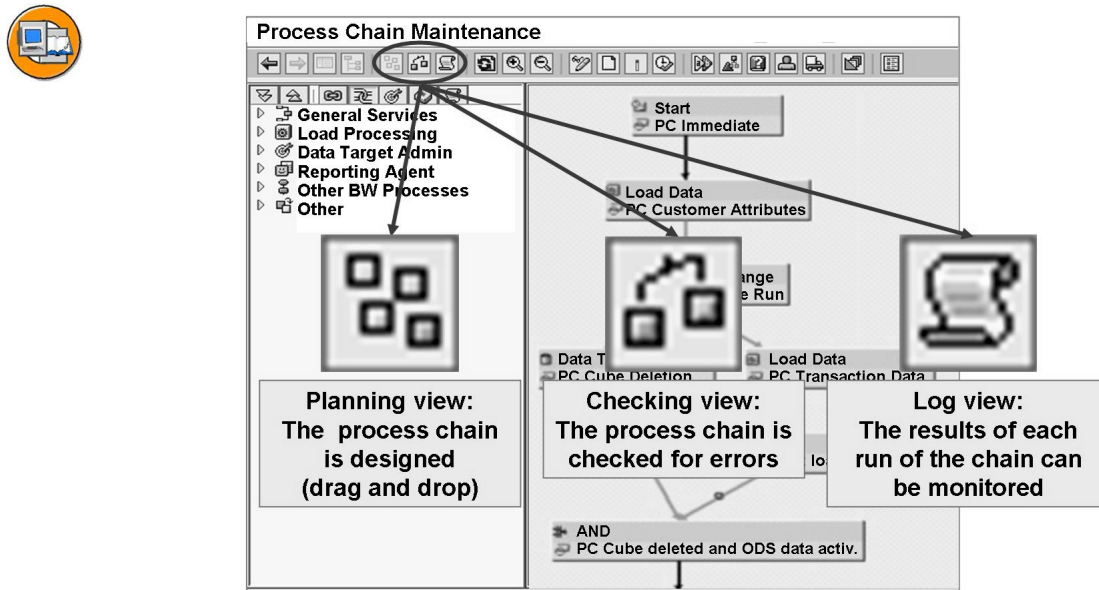 Process Chain Maintenance
General Services
Load Processing
Data Target Admin
Reporting Agent
Other BW Processes
Other
Start
PC Immediate
Load Data
PC Customer Attributes
ange
e Run
Data T
PC Cube Deletion
Load Data
PC Transaction Data
Planning view:
The process chain
is designed
(drag and drop)
Checking view:
The process chain is
checked for errors
lo
Log view:
The results of each
run of the chain can
be monitored
AND
PC Cube deleted and ODS data activ.